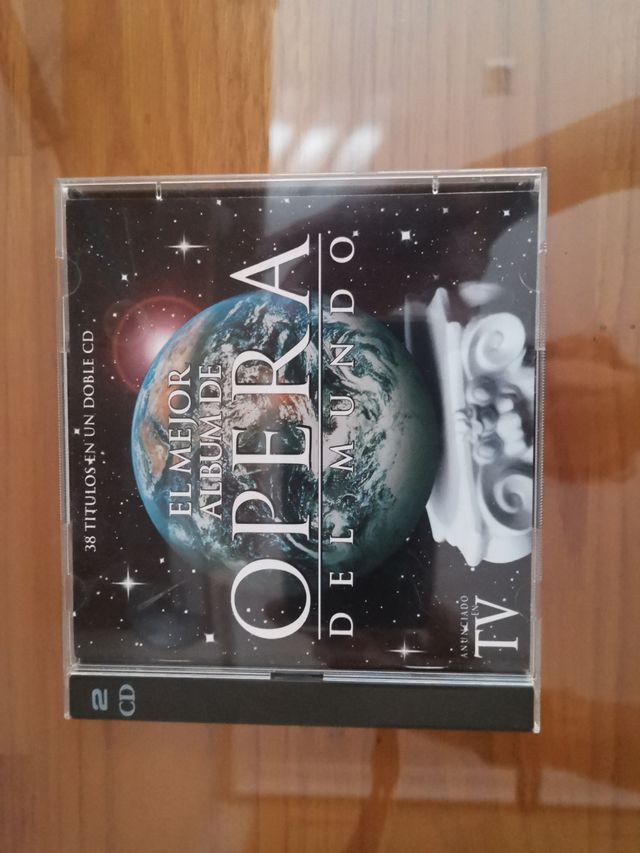 38 TITULOS EN UN DOBLE CD
EL MEJOR
ALBUM DE
OPERA
DEL MUNDO
ANUNCIADO
EN
TV
2
CD